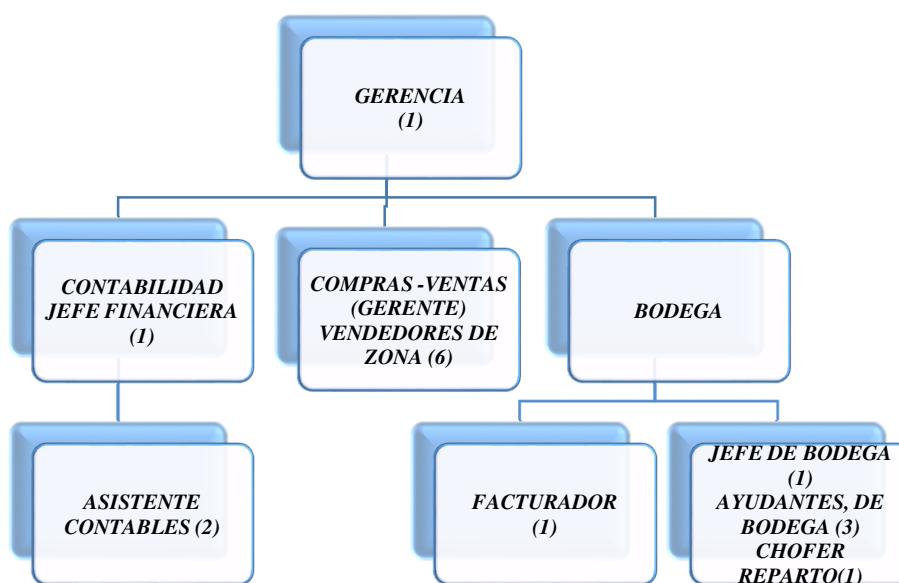 GERENCIA
(1)
CONTABILIDAD
JEFE FINANCIERA
(1)
COMPRAS -VENTAS
(GERENTE)
VENDEDORES DE
ZONA (6)
BODEGA
ASISTENTE
CONTABLES (2)
FACTURADOR
(1)
JEFE DE BODEGA
(1)
AYUDANTES, DE
BODEGA (3)
CHOFER
REPARTO(1)